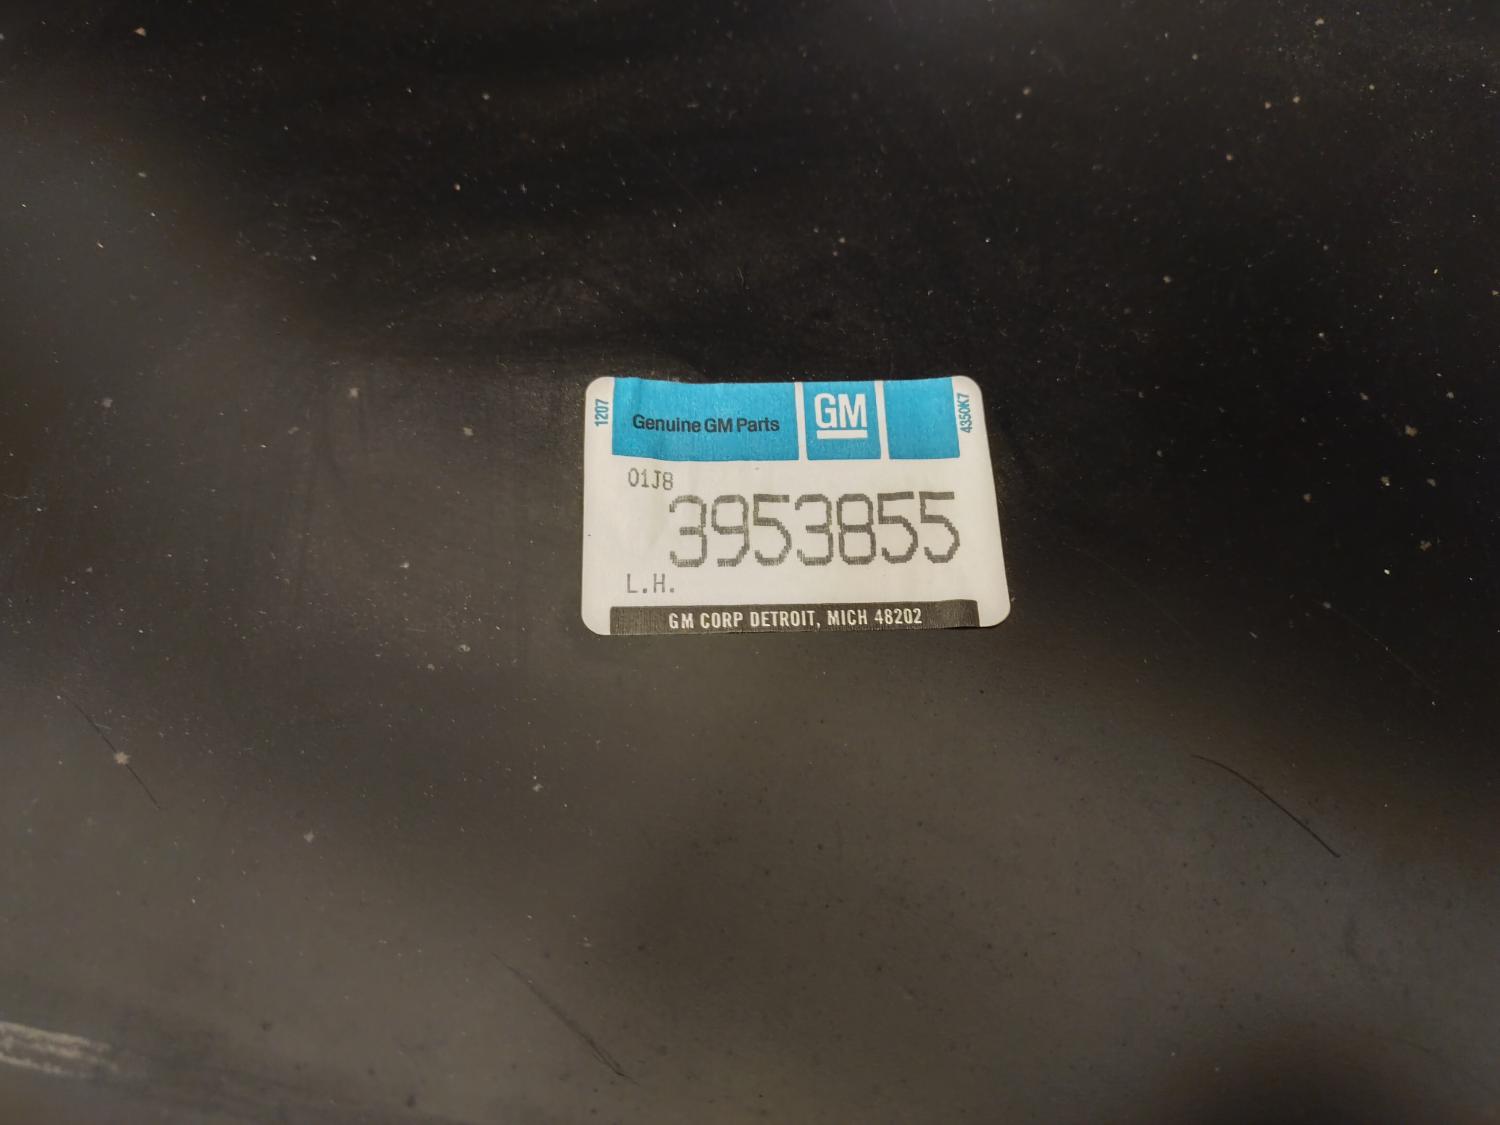 1207
Genuine GM Parts
GM
4350K7
01J8
3953855
L.H.
GM CORP DETROIT, MICH 48202